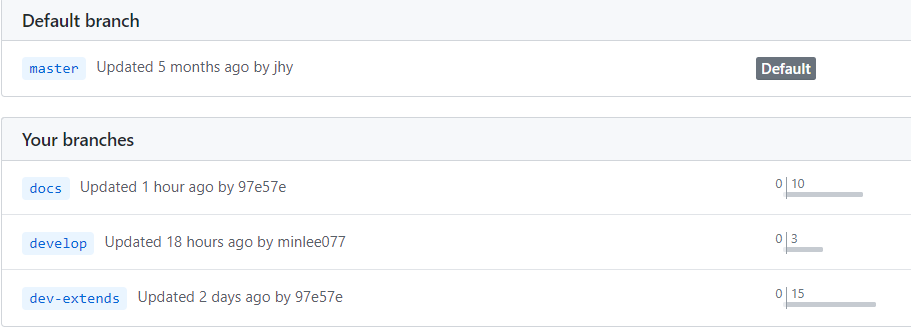 Default branch
master Updated 5 months ago by jhy Default
Your branches
docs Updated 1 hour ago by 97e57e 0 10
develop Updated 18 hours ago by minlee077 0 3
dev-extends Updated 2 days ago by 97e57e 0 15